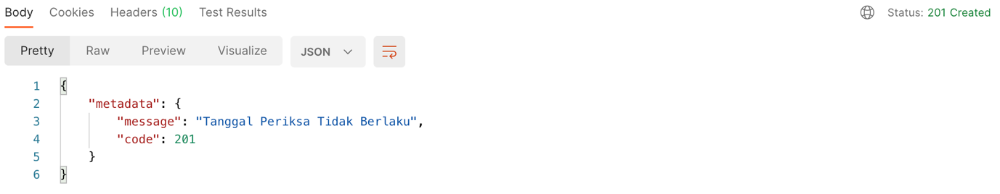 Body Cookies Headers (10) Test Results Status: 201 Created
Pretty Raw Preview Visualize JSON
1 {
2 "metadata": {
3 "message": "Tanggal Periksa Tidak Berlaku",
4 "code": 201
5 }
6 }